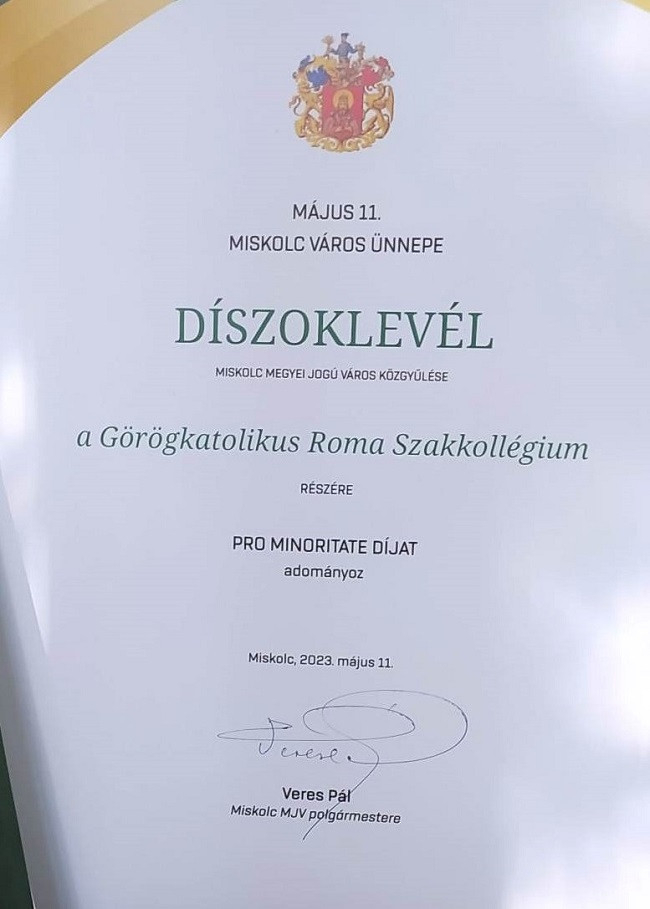 MÁJUS 11.
MISKOLC VÁROS ÜNNEPE
DÍSZOKLEVÉL
MISKOLC MEGYEI JOGÚ VÁROS KÖZGYŰLÉSE
a Görögkatolikus Roma Szakkollégium
RÉSZÉRE
PRO MINORITATE DÍJAT
adományoz
Miskolc, 2023. május 11.
Veres Pál
Miskolc MJV polgármestere